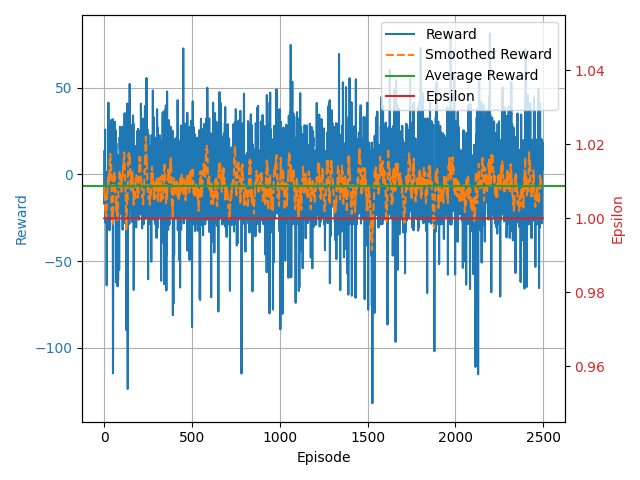 Reward
Smoothed Reward
Average Reward
Epsilon
50
0
−50
−100
Reward
1.04
1.02
1.00
0.98
0.96
Epsilon
0
500
1000
1500
2000
2500
Episode